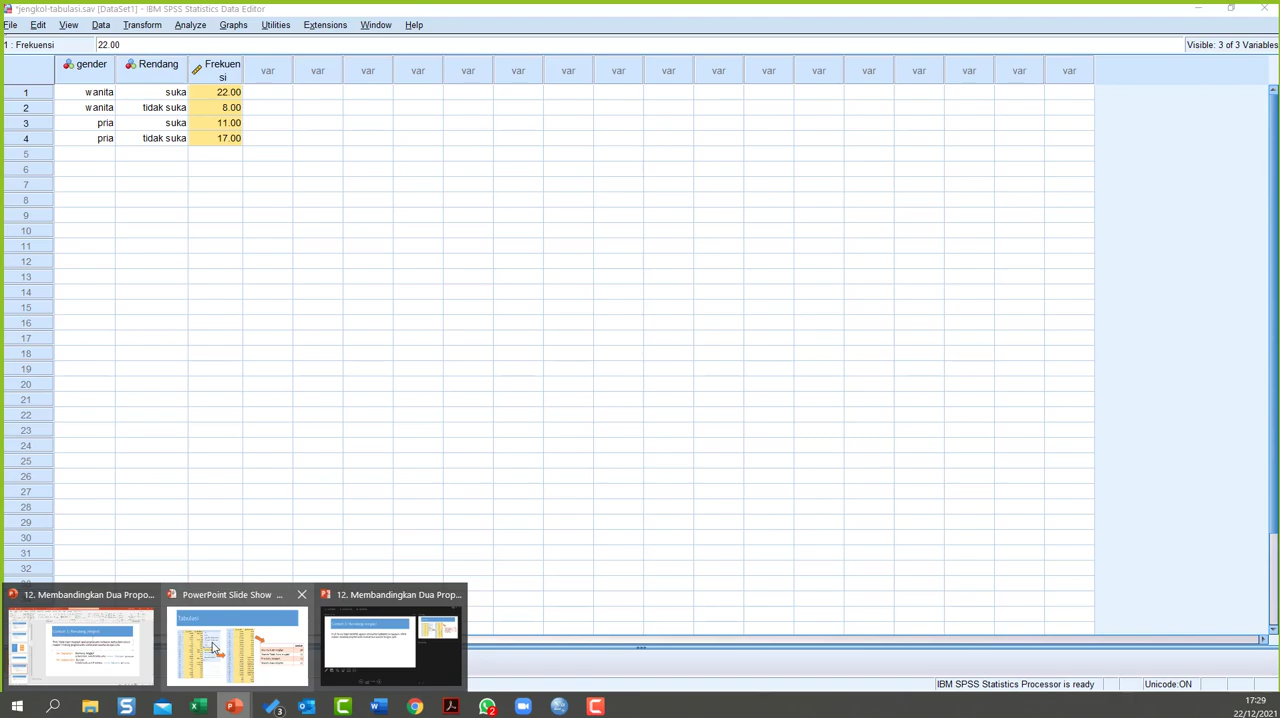 *jengkol-tabulasi.sav [DataSet1] - IBM SPSS Statistics Data Editor
File Edit View Data Transform Analyze Graphs Utilities Extensions Window Help
1 : Frekuensi 22.00 Visible: 3 of 3 Variables
gender Rendang Frekuen
si var var var var var var var var var var var var var var var var var
1 wanita suka 22.00
2 wanita tidak suka 8.00
3 pria suka 11.00
4 pria tidak suka 17.00
5
6
7
8
9
10
11
12
13
14
15
16
17
18
19
20
21
22
23
24
25
26
27
28
29
30
31
32
12. Membandingkan Dua Propo... PowerPoint Slide Show ... 12. Membandingkan Dua Propo...
Tabulasi
IBM SPSS Statistics Processor is ready Unicode:ON
3 2
17:29
22/12/2021